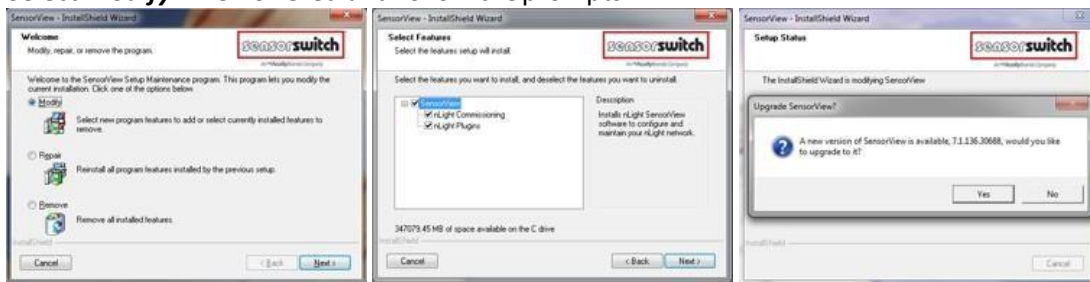 SensorView - InstallShield Wizard
Welcome
Modify, repair, or remove the program.
sensorswitch
Welcome to the SensorView Setup Maintenance program. This program lets you modify the
current installation. Click one of the options below.
Modify
Select new program features to add or select currently installed features to
remove.
Repair
Reinstall all program features installed by the previous setup.
Remove
Remove all installed features.
InstallShield
Cancel
< Back
Next >
SensorView - InstallShield Wizard
Select Features
Select the features setup will install.
sensorswitch
Select the features you want to install, and deselect the features you want to uninstall.
SensorView
nLight Commissioning
nLight Plugins
Description
Installs nLight SensorView
software to configure and
maintain your nLight network.
347079.45 MB of space available on the C drive
InstallShield
Cancel
< Back
Next >
SensorView - InstallShield Wizard
Setup Status
sensorswitch
The InstallShield Wizard is modifying SensorView
Upgrade SensorView?
A new version of SensorView is available, 7.1.136.30688, would you like
to upgrade to it?
Yes
No
InstallShield
Cancel